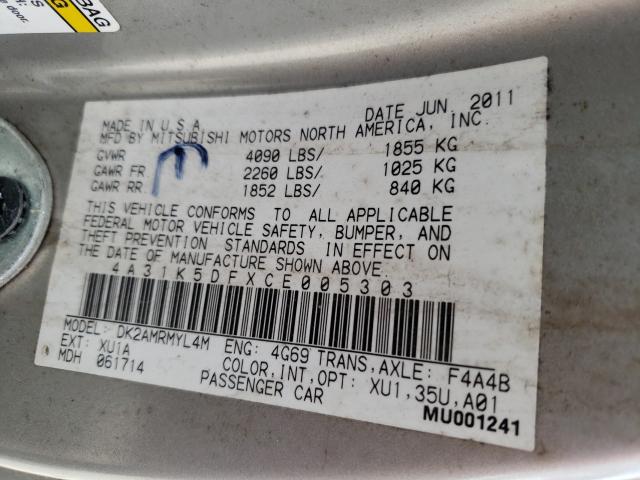 BAG
door.
MADE IN U.S.A. DATE JUN. 2011
MFD BY MITSUBISHI MOTORS NORTH AMERICA, INC.
GVWR 4090 LBS/ 1855 KG
GAWR FR 2260 LBS/ 1025 KG
GAWR RR 1852 LBS/ 840 KG
THIS VEHICLE CONFORMS TO ALL APPLICABLE
FEDERAL MOTOR VEHICLE SAFETY, BUMPER, AND
THEFT PREVENTION STANDARDS IN EFFECT ON
THE DATE OF MANUFACTURE SHOWN ABOVE.
4A31K5DFXCE005303
MODEL: DK2AMRMYL4M ENG: 4G69 TRANS,AXLE: F4A4B
EXT: XU1A COLOR,INT,OPT: XU1,35U,A01
MDH 061714 PASSENGER CAR
MU001241